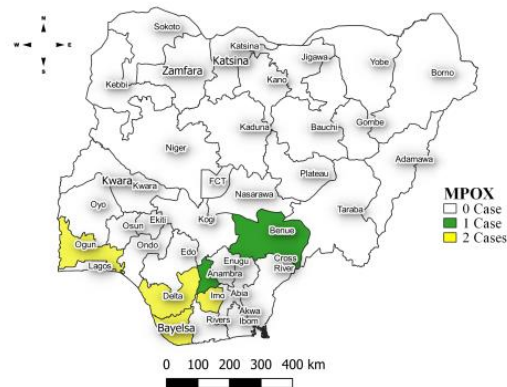 N
W E
S
Sokoto
Katsina
Katsina
Jigawa
Yobe
Borno
Zamfara
Kano
Kebbi
Gombe
Kaduna
Bauchi
Niger
Adamawa
Plateau
FCT
Kwara
Kwara
Nasarawa
Taraba
Oyo
Kogi
Ekiti
Osun
Benue
Ogun
Ondo
Edo
Lagos
Enugu
Cross
River
Anambra
Delta
Imo
Abia
Bayelsa
Rivers
Akwa
Ibom
MPOX
0 Case
1 Case
2 Cases
0 100 200 300 400 km